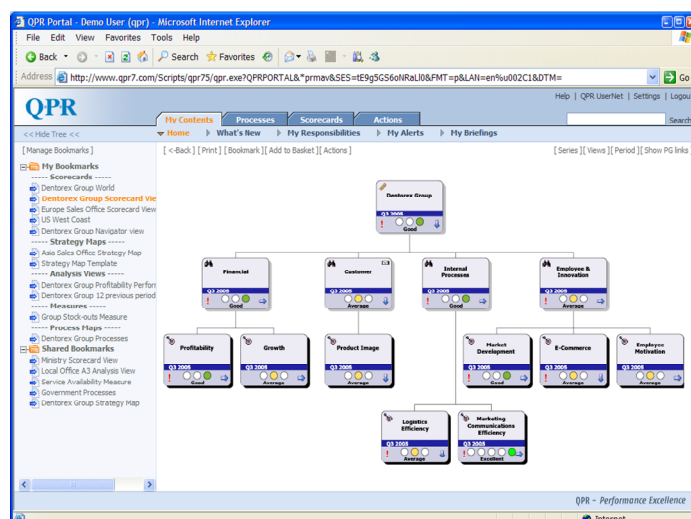 QPR Portal - Demo User (qpr) - Microsoft Internet Explorer
File Edit View Favorites Tools Help
Back Search Favorites
Address http://www.qpr7.com/Scripts/qpr75/qpr.exe?QPRPORTAL&*prmav&SES=tE9g5GS6oNRaLl0&FMT=p&LAN=en%u002C1&DTM= Go
QPR
Help | QPR UserNet | Settings | Logou
My Contents Processes Scorecards Actions
Search
<< Hide Tree <<
Home What's New My Responsibilities My Alerts My Briefings
[ Manage Bookmarks ]
[ <-Back ] [ Print ] [ Bookmark ] [ Add to Basket ] [ Actions ]
[ Series ] [ Views ] [ Period ] [ Show PG links ]
My Bookmarks
----- Scorecards -----
Dentorex Group World
Dentorex Group Scorecard Vie
Europe Sales Office Scorecard View
US West Coast
Dentorex Group Navigator view
----- Strategy Maps -----
Asia Sales Office Strategy Map
Strategy Map Template
----- Analysis Views -----
Dentorex Group Profitability Perforn
Dentorex Group 12 previous period
----- Measures -----
Group Stock-outs Measure
----- Process Maps -----
Dentorex Processes
Shared Bookmarks
Ministry Scorecard View
Local Office A3 Analysis View
Service Availability Measure
Government Processes
Dentorex Group Strategy Map
Dentorex Group
Q3 2005
Good
Financial
Q3 2005
Good
Customer
Q3 2005
Average
Internal
Processes
Q3 2005
Good
Employee &
Innovation
Q3 2005
Average
Profitability
Q3 2005
Good
Growth
Q3 2005
Average
Product Image
Q3 2005
Average
Market
Development
Q3 2005
Good
E-Commerce
Q3 2005
Average
Employee
Motivation
Q3 2005
Average
Logistics
Efficiency
Q3 2005
Average
Marketing
Communications
Efficiency
Q3 2005
Excellent
QPR - Performance Excellence
Internet